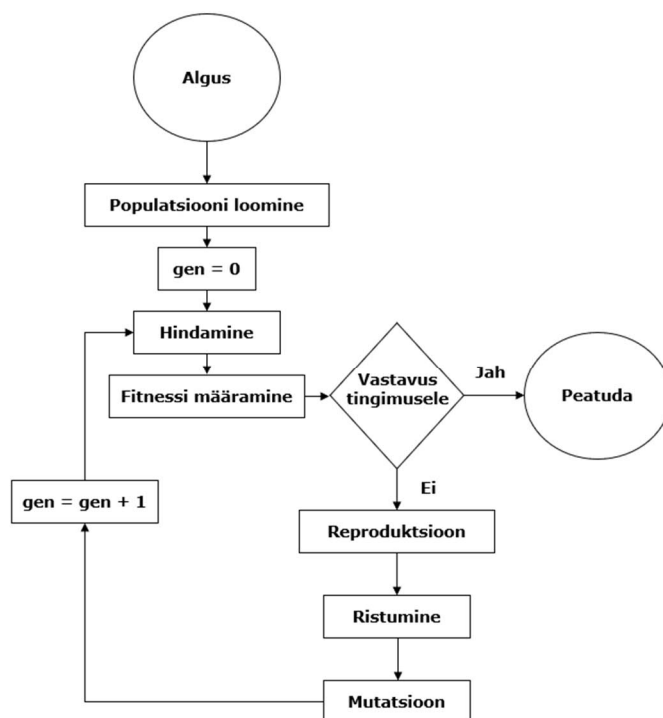 Algus
Populatsiooni loomine
gen = 0
Hindamine
Fitnessi määramine
Vastavus
tingimusele
Jah
Peatuda
Ei
gen = gen + 1
Reproduktsioon
Ristumine
Mutatsioon